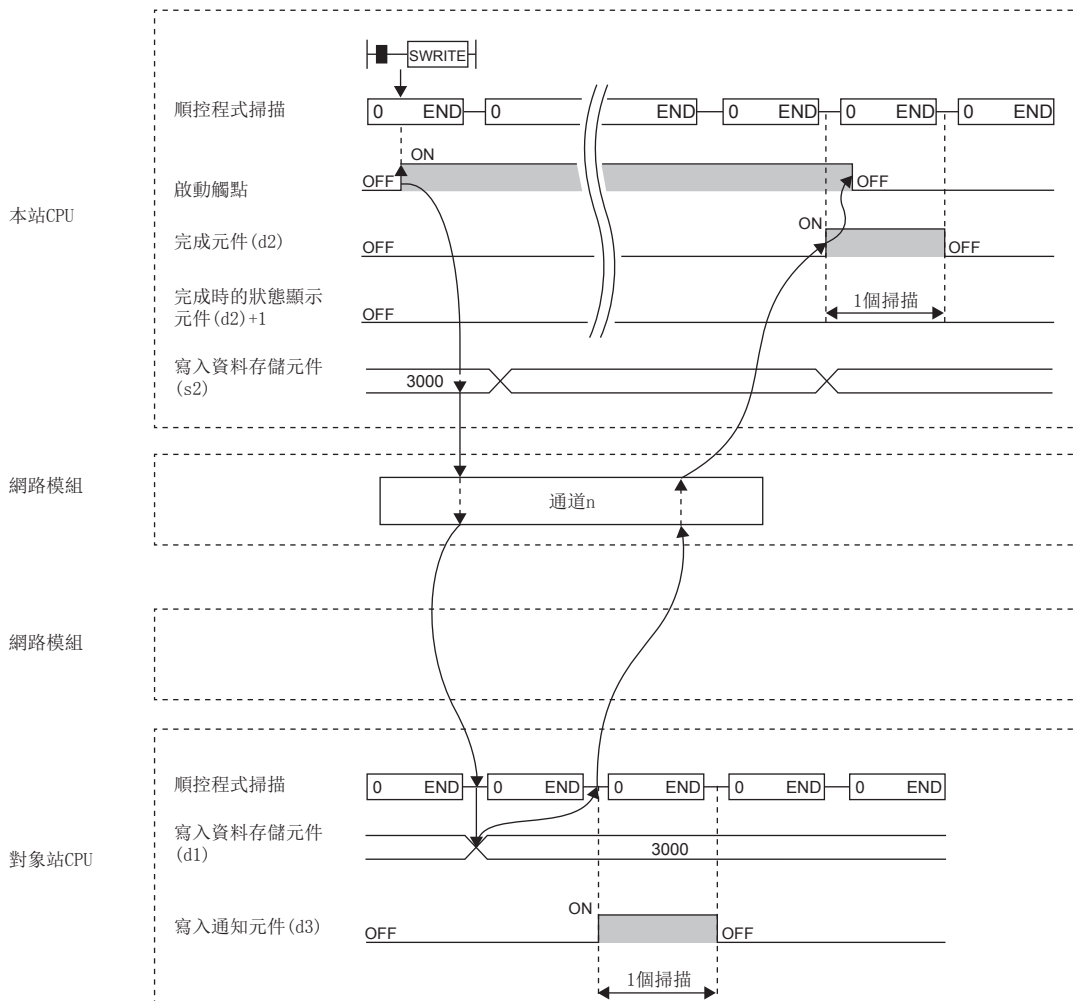 SWRITE
順控程式掃描
0 END 0 END 0 END 0 END 0 END
ON
啟動觸點
OFF
OFF
本站CPU
ON
完成元件(d2)
OFF
OFF
完成時的狀態顯示
元件(d2)+1
OFF
1個掃描
寫入資料存儲元件
(s2)
3000
網路模組
通道n
網路模組
順控程式掃描
0 END 0 END 0 END 0 END 0 END
寫入資料存儲元件
(d1)
3000
對象站CPU
ON
寫入通知元件(d3)
OFF
OFF
1個掃描